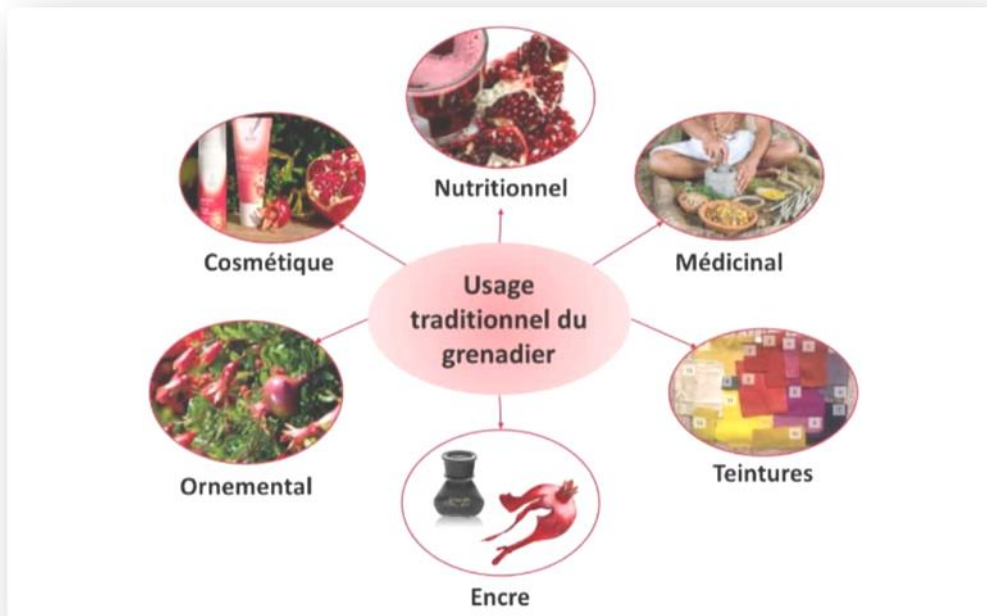 Nutritionnel
Cosmétique
Médicinal
Usage
traditionnel du
grenadier
Ornemental
Teintures
Encre